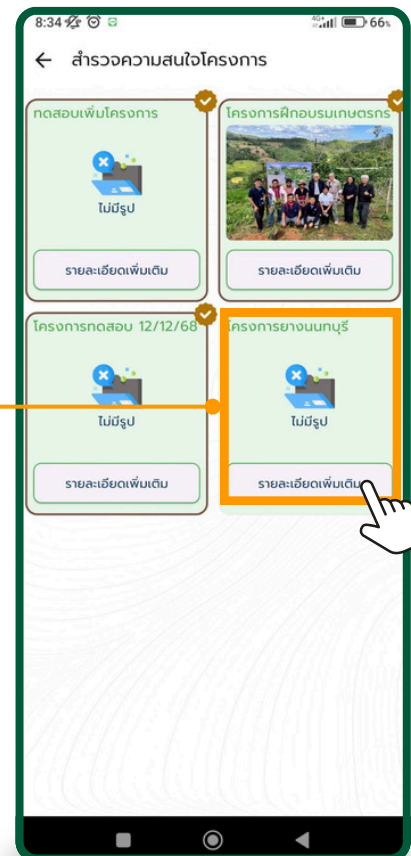 8:34
4G+
66%
← สำรวจความสนใจโครงการ
ทดสอบเพิ่มโครงการ
ไม่มีรูป
รายละเอียดเพิ่มเติม
โครงการฝึกอบรมเกษตรกร
รายละเอียดเพิ่มเติม
โครงการทดสอบ 12/12/68
ไม่มีรูป
รายละเอียดเพิ่มเติม
โครงการยางนนทบุรี
ไม่มีรูป
รายละเอียดเพิ่มเติม